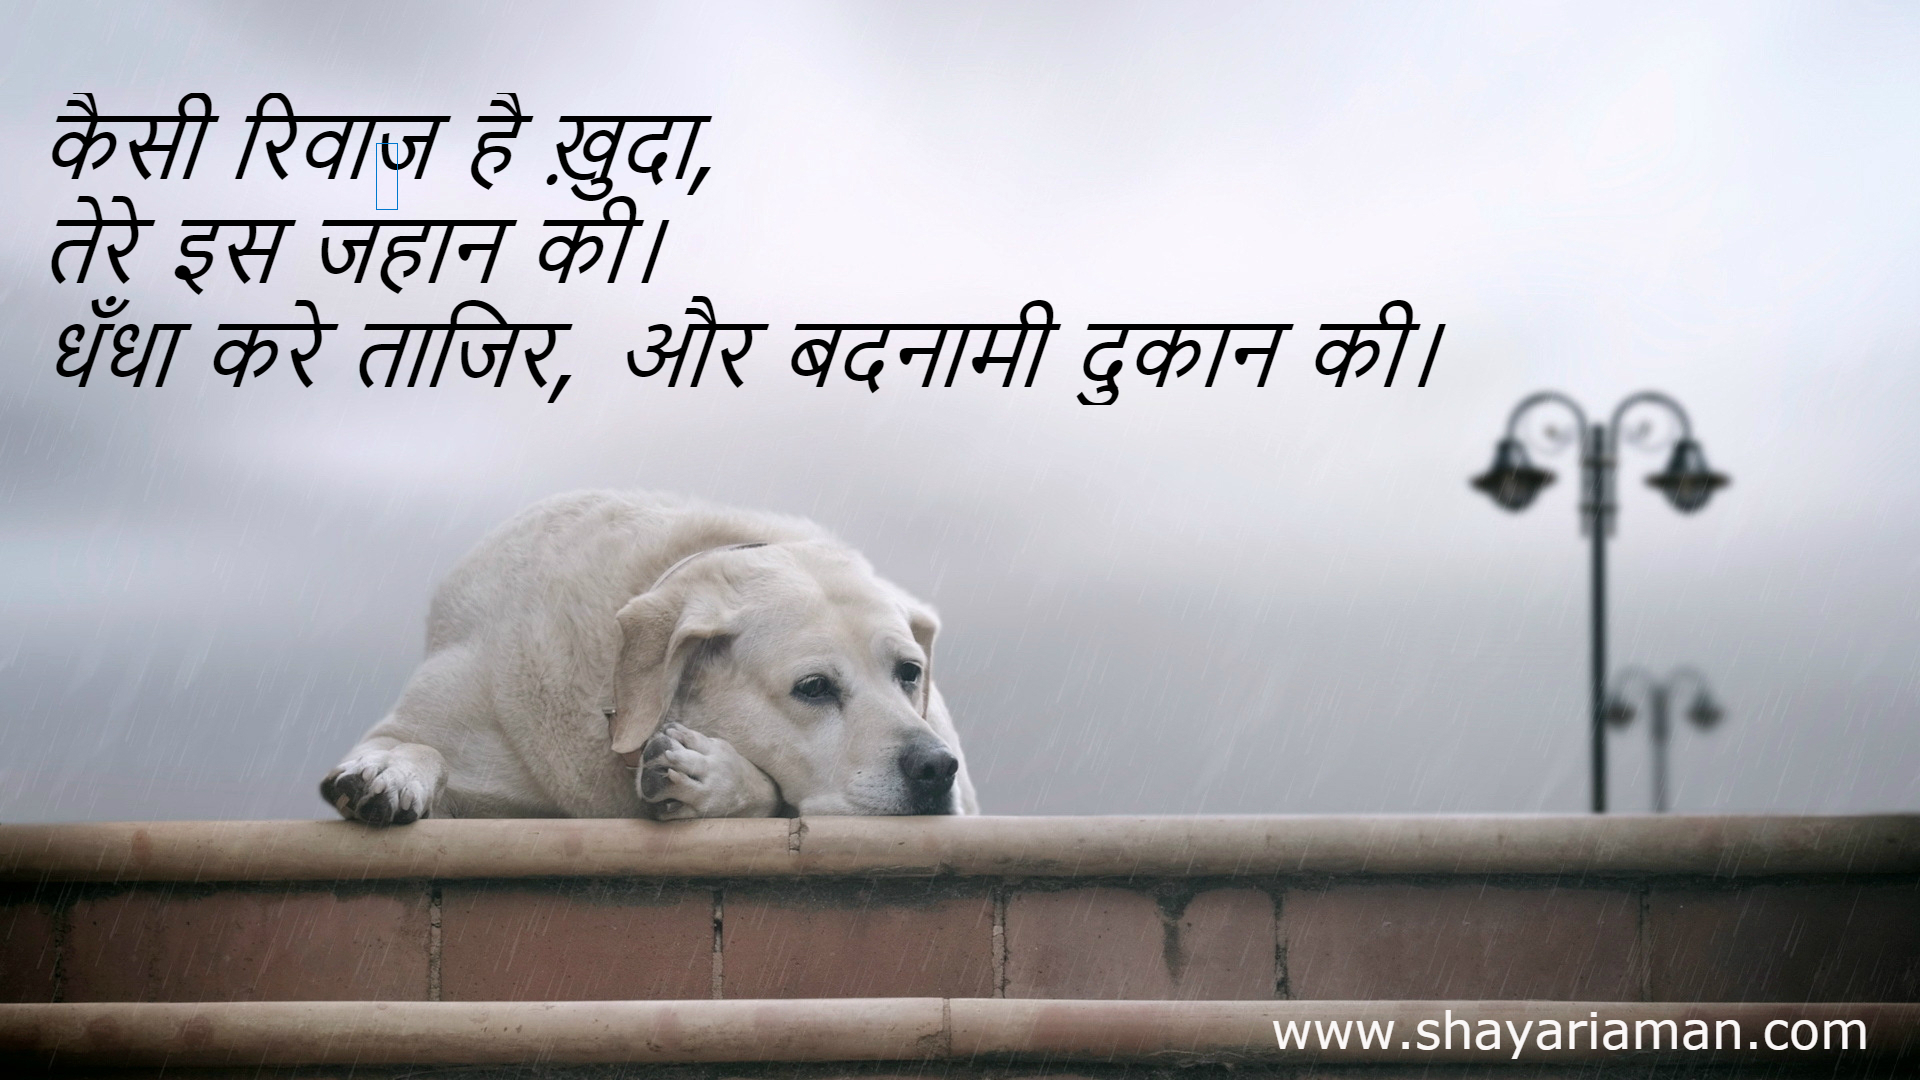 कैसी रिवाज़ है ख़ुदा,
तेरे इस जहान की।
धँधा करे ताजिर, और बदनामी दुकान की।
www.shayariaman.com